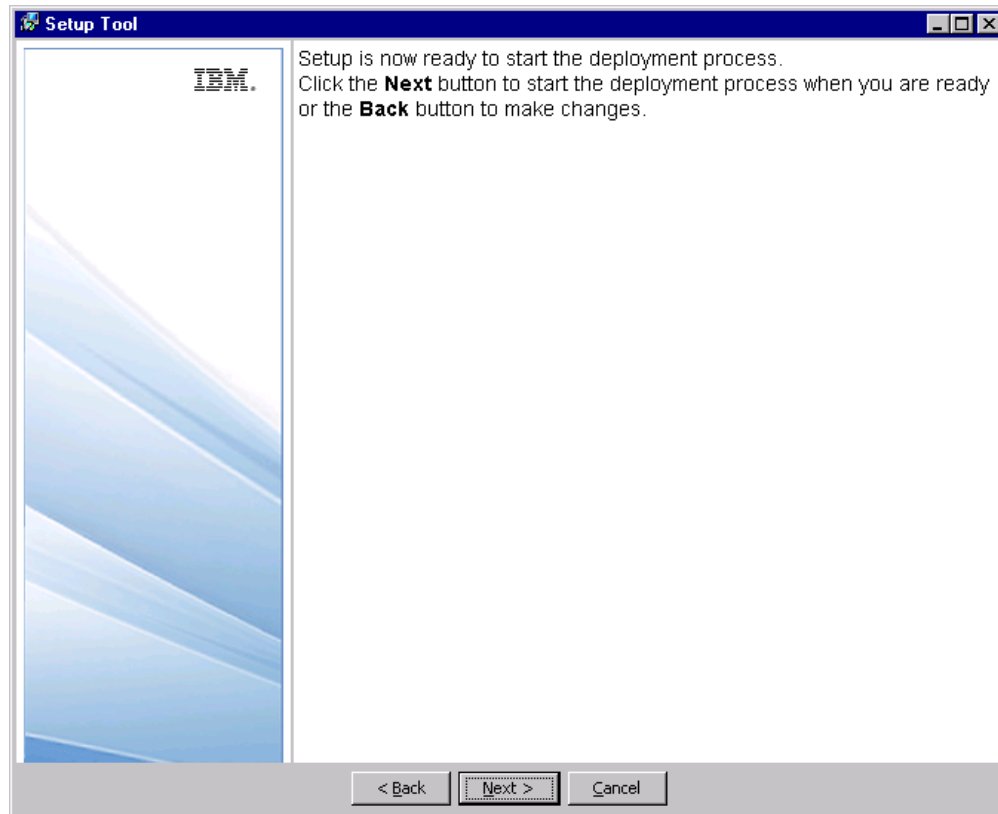 Setup Tool
IBM.
Setup is now ready to start the deployment process.
Click the Next button to start the deployment process when you are ready
or the Back button to make changes.
< Back
Next >
Cancel